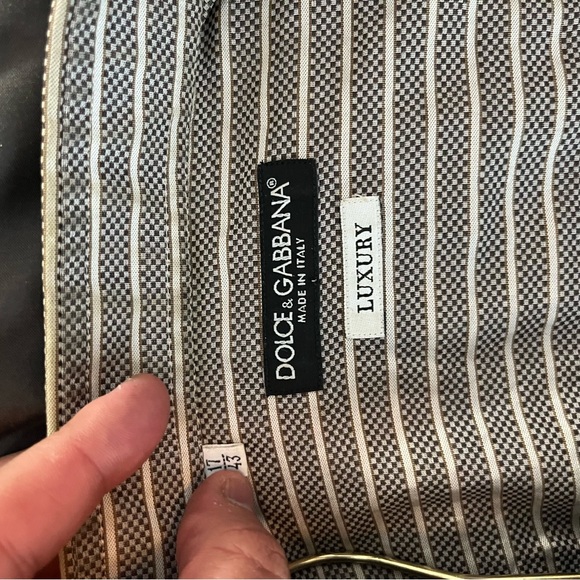 DOLCE & GABBANA®
MADE IN ITALY
LUXURY
17
43